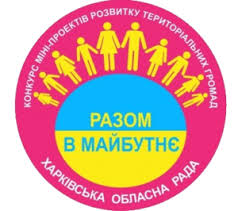 КОНКУРС МІНІ-ПРОЕКТІВ РОЗВИТКУ ТЕРИТОРІАЛЬНИХ ГРОМАД
РАЗОМ
В МАЙБУТНЄ
ХАРКІВСЬКА ОБЛАСНА РАДА